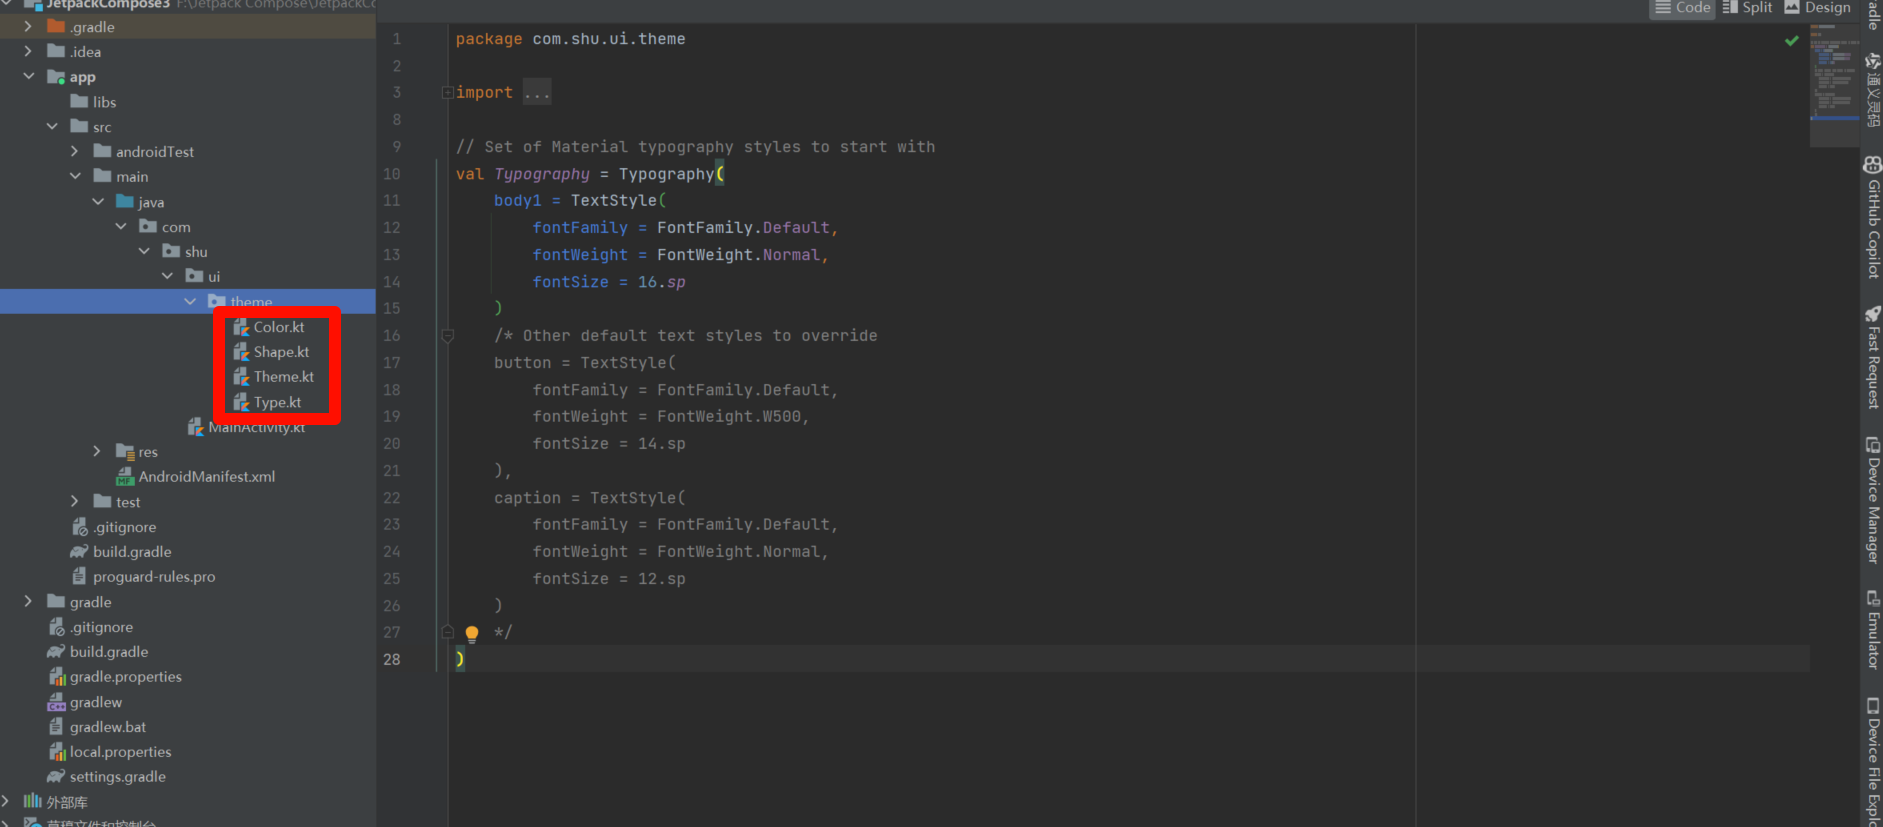 JetpackCompose3 F:\Jetpack Compose\JetpackCo
.gradle
.idea
app
libs
src
androidTest
main
java
com
shu
ui
theme
Color.kt
Shape.kt
Theme.kt
Type.kt
MainActivity.kt
res
AndroidManifest.xml
test
.gitignore
build.gradle
proguard-rules.pro
gradle
.gitignore
build.gradle
gradle.properties
gradlew
gradlew.bat
local.properties
settings.gradle
外部库
草稿文件和控制台
Code Split Design
1 package com.shu.ui.theme
2
3 import ...
8
9 // Set of Material typography styles to start with
10 val Typography = Typography(
11 body1 = TextStyle(
12 fontFamily = FontFamily.Default,
13 fontWeight = FontWeight.Normal,
14 fontSize = 16.sp
15 )
16 /* Other default text styles to override
17 button = TextStyle(
18 fontFamily = FontFamily.Default,
19 fontWeight = FontWeight.W500,
20 fontSize = 14.sp
21 ),
22 caption = TextStyle(
23 fontFamily = FontFamily.Default,
24 fontWeight = FontWeight.Normal,
25 fontSize = 12.sp
26 )
27 */
28 )
adle
通义灵码
GitHub Copilot
Fast Request
Device Manager
Emulator
Device File Explo